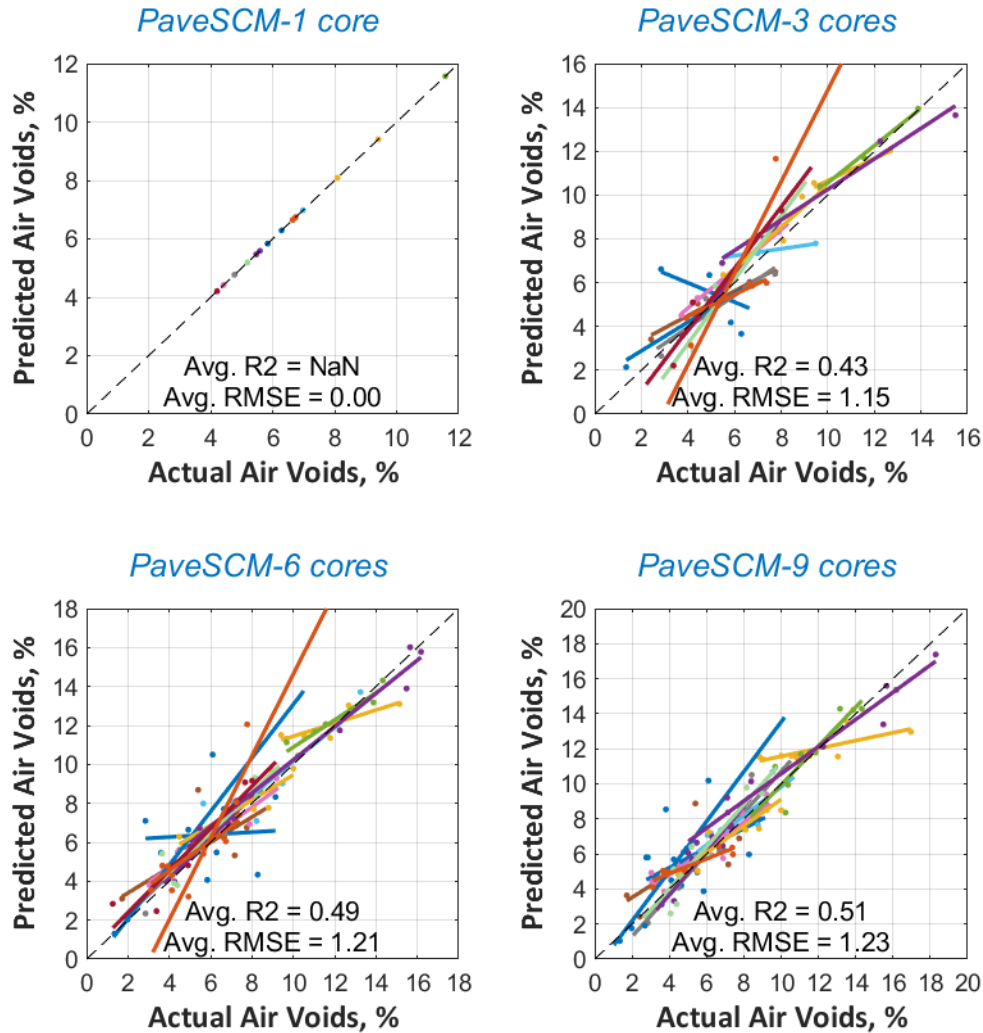 PaveSCM-1 core
Predicted Air Voids, %
12
10
8
6
4
2
0
Avg. R2 = NaN
Avg. RMSE = 0.00
0 2 4 6 8 10 12
Actual Air Voids, %
PaveSCM-3 cores
Predicted Air Voids, %
16
14
12
10
8
6
4
2
0
Avg. R2 = 0.43
Avg. RMSE = 1.15
0 2 4 6 8 10 12 14 16
Actual Air Voids, %
PaveSCM-6 cores
Predicted Air Voids, %
18
16
14
12
10
8
6
4
2
0
Avg. R2 = 0.49
Avg. RMSE = 1.21
0 2 4 6 8 10 12 14 16 18
Actual Air Voids, %
PaveSCM-9 cores
Predicted Air Voids, %
20
18
16
14
12
10
8
6
4
2
0
Avg. R2 = 0.51
Avg. RMSE = 1.23
0 2 4 6 8 10 12 14 16 18 20
Actual Air Voids, %